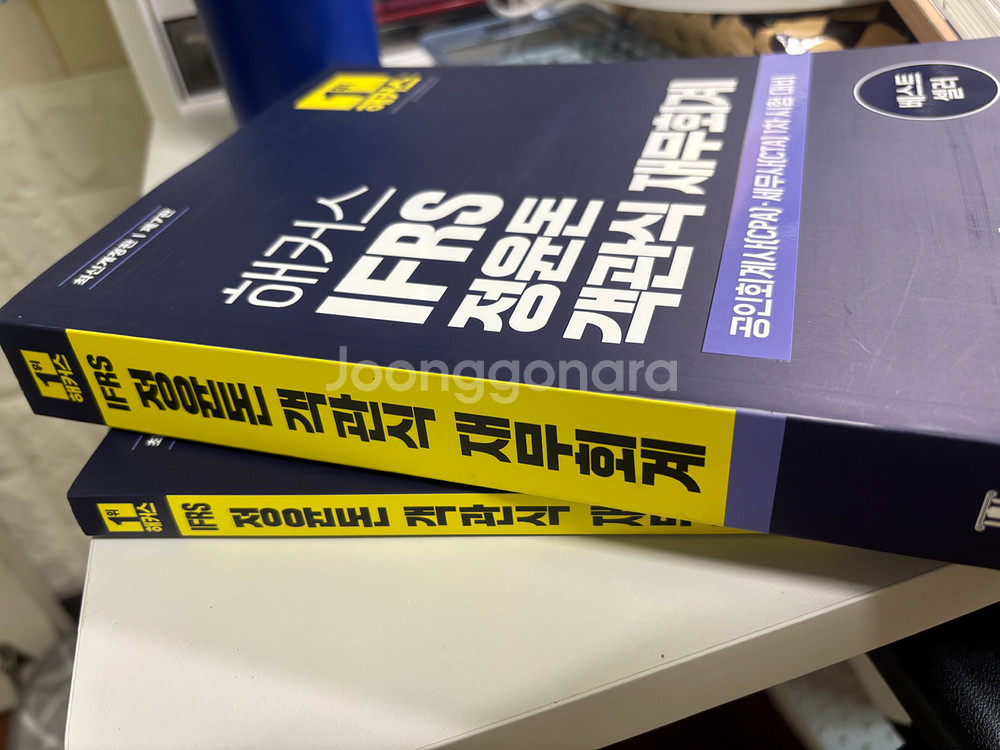 1위
해커스
최신개정판 | 제7판
해커스
IFRS
정윤돈
객관식 재무회계
공인회계사(CPA)·세무사(CTA) 1차 시험 대비
베스트
셀러
1위
해커스
IFRS 정윤돈 객관식 재무회계
1위
해커스
IFRS 정윤돈 객관식
Joonggonara